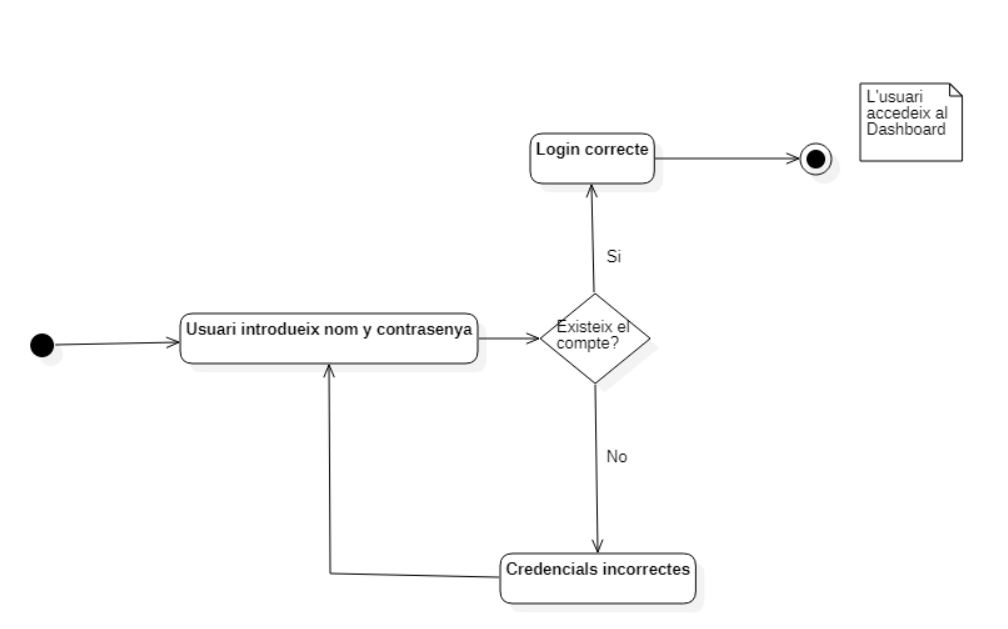 L'usuari
accedeix al
Dashboard
Login correcte
Si
Usuari introdueix nom y contrasenya
Existeix el
compte?
No
Credencials incorrectes